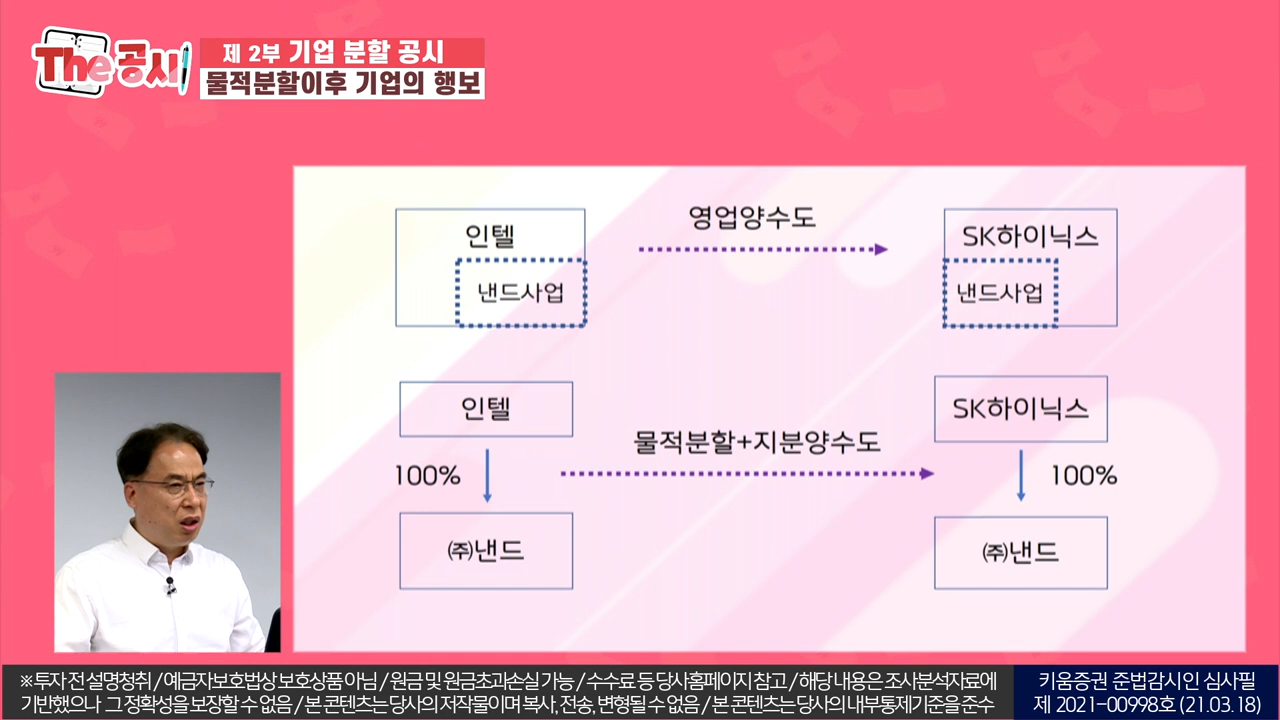 The 공시
제 2부 기업 분할 공시
물적분할이후 기업의 행보
인텔
낸드사업
영업양수도
SK하이닉스
낸드사업
인텔
100%
㈜낸드
물적분할+지분양수도
SK하이닉스
100%
㈜낸드
※ 투자 전 설명청취 / 예금자보호법상 보호상품 아님 / 원금 및 원금초과손실 가능 / 수수료 등 당사홈페이지 참고 / 해당 내용은 조사분석자료에
기반했으나 그 정확성을 보장할 수 없음 / 본 콘텐츠는 당사의 저작물이며 복사, 전송, 변형될 수 없음 / 본 콘텐츠는 당사의 내부통제기준을 준수
키움증권 준법감시인 심사필
제 2021-00998호 (21.03.18)